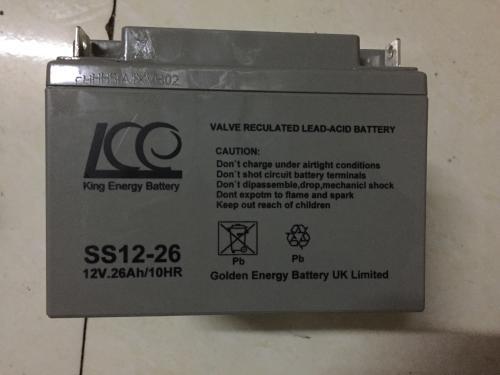 VALVE RECULATED LEAD-ACID BATTERY
CAUTION:
Don't charge under airtight conditions
Don't shot circuit battery terminals
Don't dipassemble,drop,mechanicl shock
Dont expotm to flame and spark
Keep out reach of children
King Energy Battery
SS12-26
12V.26Ah/10HR
Pb
Pb
Golden Energy Battery UK Limited